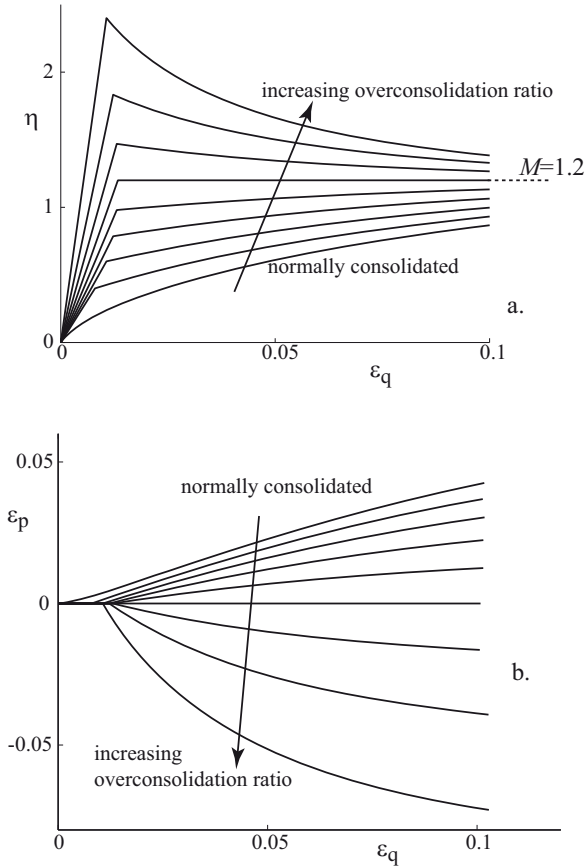 2
η
increasing overconsolidation ratio
M=1.2
1
normally consolidated
a.
0
0 0.05 0.1
εq
0.05
normally consolidated
εp
0
b.
-0.05
increasing
overconsolidation ratio
0 0.05 0.1
εq